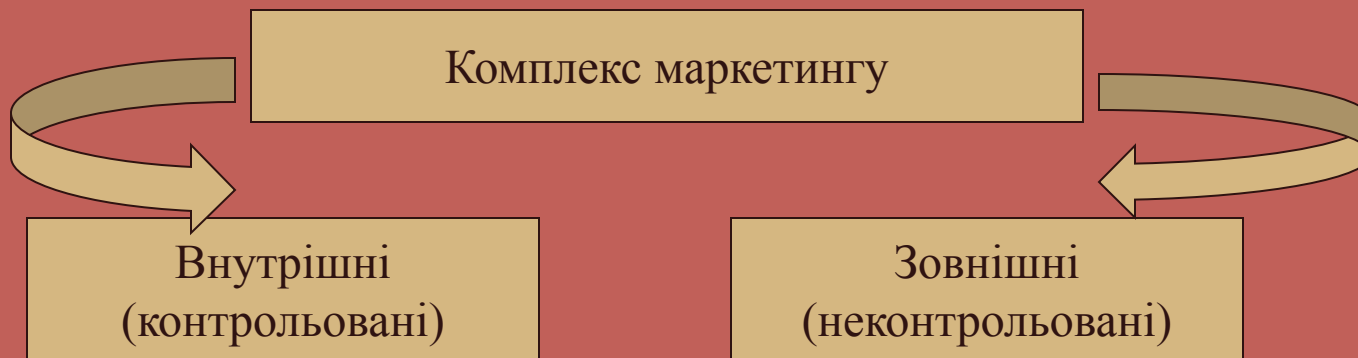 Комплекс маркетингу
Внутрішні
(контрольовані)
Зовнішні
(неконтрольовані)